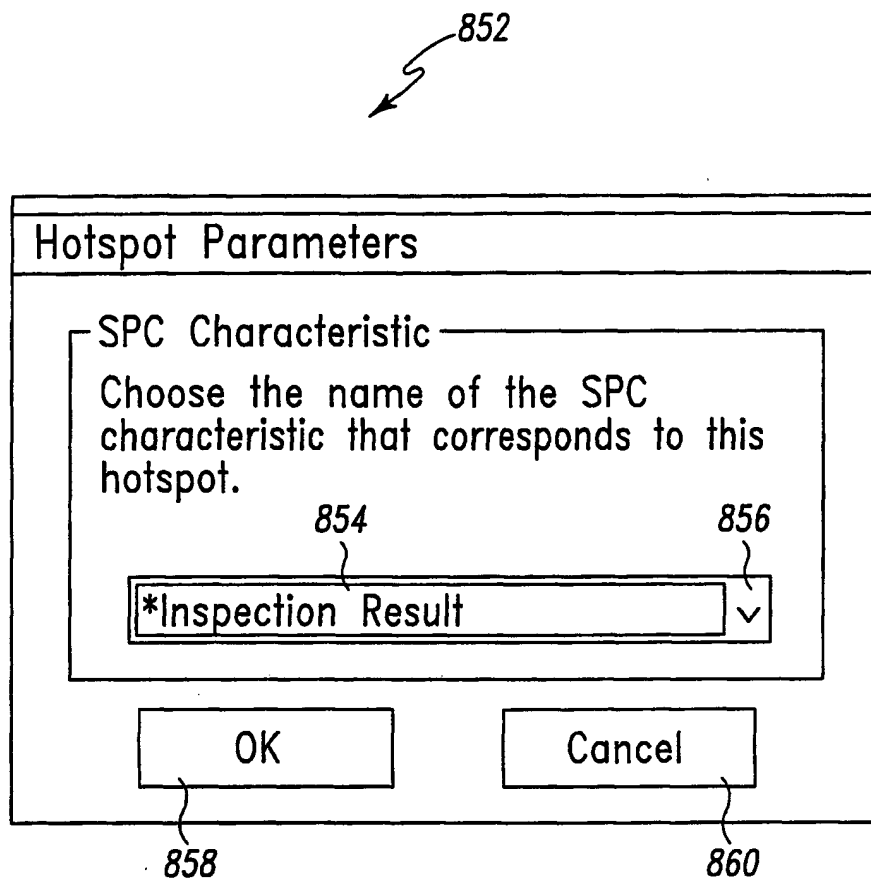 852
Hotspot Parameters
SPC Characteristic
Choose the name of the SPC
characteristic that corresponds to this
hotspot.
854 856
*Inspection Result
OK Cancel
858 860